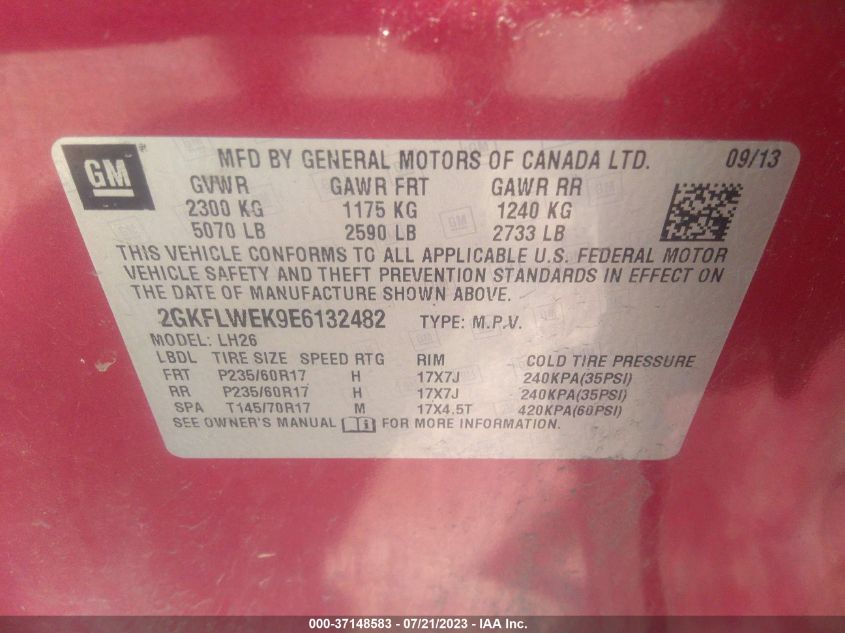 GM MFD BY GENERAL MOTORS OF CANADA LTD. 09/13
GVWR GAWR FRT GAWR RR
2300 KG 1175 KG 1240 KG
5070 LB 2590 LB 2733 LB
THIS VEHICLE CONFORMS TO ALL APPLICABLE U.S. FEDERAL MOTOR
VEHICLE SAFETY AND THEFT PREVENTION STANDARDS IN EFFECT ON
THE DATE OF MANUFACTURE SHOWN ABOVE.
2GKFLWEK9E6132482 TYPE: M.P.V.
MODEL: LH26
LBDL TIRE SIZE SPEED RTG RIM COLD TIRE PRESSURE
FRT P235/60R17 H 17X7J 240KPA(35PSI)
RR P235/60R17 H 17X7J 240KPA(35PSI)
SPA T145/70R17 M 17X4.5T 420KPA(60PSI)
SEE OWNER'S MANUAL FOR MORE INFORMATION.
000-37148583 / 07/21/2023 - IAA Inc.